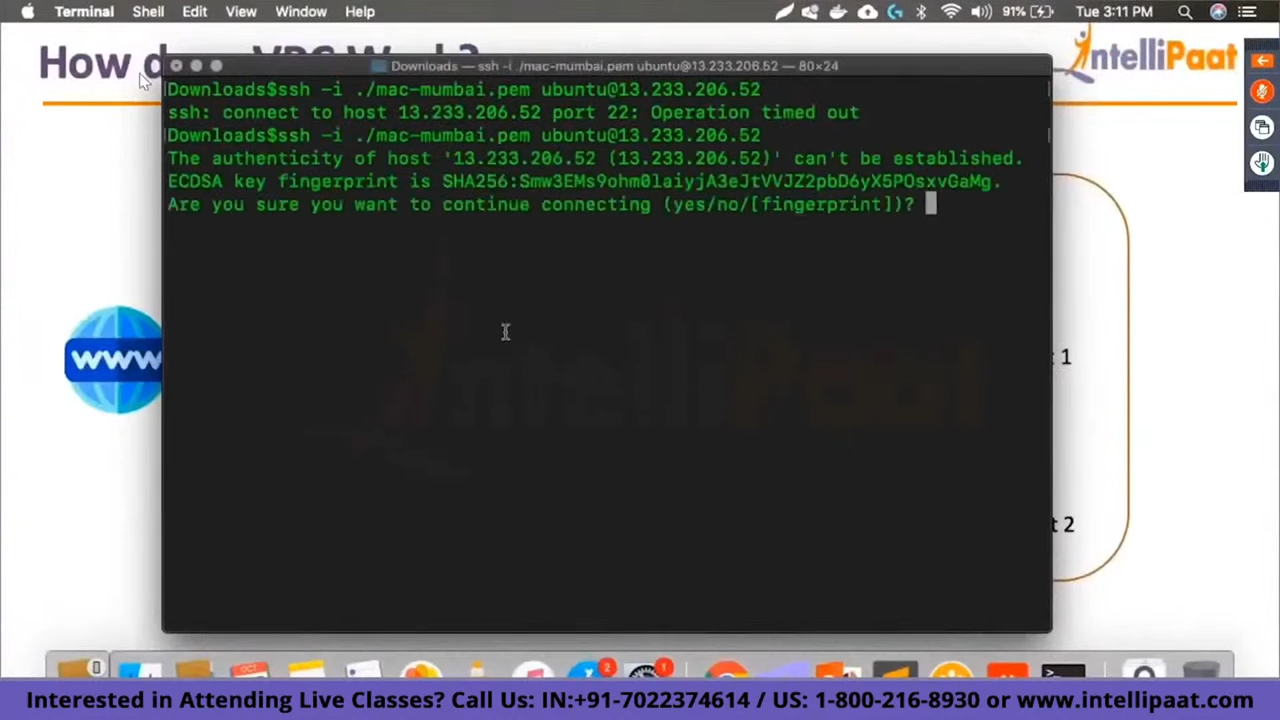 Terminal Shell Edit View Window Help 91% Tue 3:11 PM
IntelliPaat
Downloads — ssh -i ./mac-mumbai.pem ubuntu@13.233.206.52 — 80×24
Downloads$ssh -i ./mac-mumbai.pem ubuntu@13.233.206.52
ssh: connect to host 13.233.206.52 port 22: Operation timed out
Downloads$ssh -i ./mac-mumbai.pem ubuntu@13.233.206.52
The authenticity of host '13.233.206.52 (13.233.206.52)' can't be established.
ECDSA key fingerprint is SHA256:Smw3EMs9ohm0laiyjA3eJtVVJZ2pbD6yX5POsxvGaMg.
Are you sure you want to continue connecting (yes/no/[fingerprint])?
WWW
1
t 2
OCT
2
1
Interested in Attending Live Classes? Call Us: IN:+91-7022374614 / US: 1-800-216-8930 or www.intellipaat.com